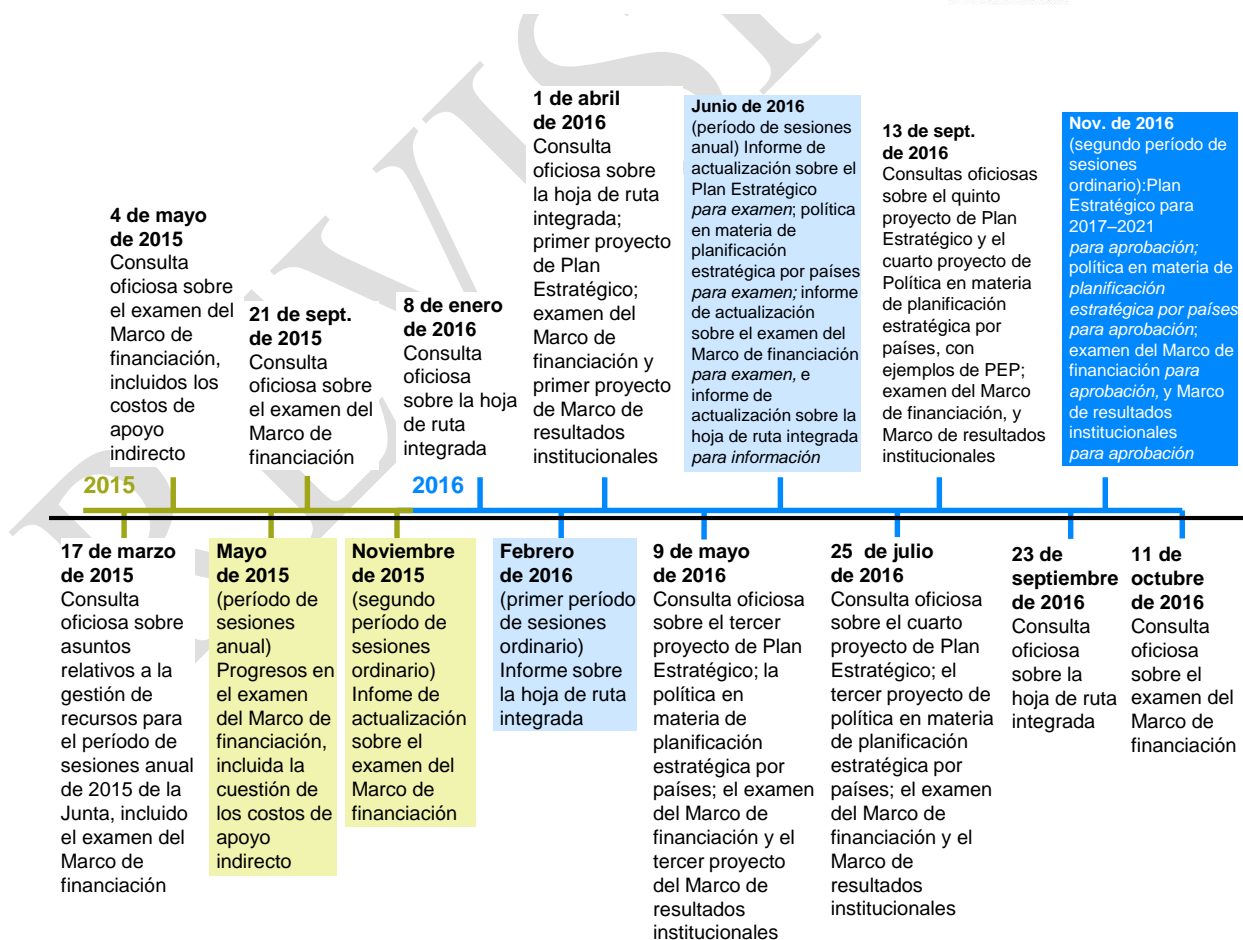 4 de mayo
de 2015
Consulta
oficiosa sobre
el examen del
Marco de
financiación,
incluidos los
costos de
apoyo
indirecto
21 de sept.
de 2015
Consulta
oficiosa sobre
el examen del
Marco de
financiación
8 de enero
de 2016
Consulta
oficiosa
sobre la hoja
de ruta
integrada
1 de abril
de 2016
Consulta
oficiosa sobre
la hoja de ruta
integrada;
primer proyecto
de Plan
Estratégico;
examen del
Marco de
financiación y
primer proyecto
de Marco de
resultados
institucionales
Junio de 2016
(período de sesiones
anual) Informe de
actualización sobre el
Plan Estratégico
para examen; política
en materia de
planificación
estratégica por países
para examen; informe
de actualización
sobre el examen del
Marco de financiación
para examen, e
informe de
actualización sobre la
hoja de ruta integrada
para información
13 de sept.
de 2016
Consultas oficiosas
sobre el quinto
proyecto de Plan
Estratégico y el
cuarto proyecto de
Política en materia
de planificación
estratégica por
países, con
ejemplos de PEP;
examen del Marco
de financiación, y
Marco de resultados
institucionales
Nov. de 2016
(segundo período de
sesiones
ordinario):Plan
Estratégico para
2017–2021
para aprobación;
política en materia de
planificación
estratégica por países
para aprobación;
examen del Marco de
financiación para
aprobación, y Marco
de resultados
institucionales
para aprobación
2015
2016
17 de marzo
de 2015
Consulta
oficiosa sobre
asuntos
relativos a la
gestión de
recursos para
el período de
sesiones anual
de 2015 de la
Junta, incluido
el examen del
Marco de
financiación
Mayo
de 2015
(período de
sesiones
anual)
Progresos en
el examen
del Marco de
financiación,
incluida la
cuestión de
los costos de
apoyo
indirecto
Noviembre
de 2015
(segundo
período de
sesiones
ordinario)
Infome de
actualización
sobre el
examen del
Marco de
financiación
Febrero
de 2016
(primer período
de sesiones
ordinario)
Informe sobre
la hoja de ruta
integrada
9 de mayo
de 2016
Consulta oficiosa
sobre el tercer
proyecto de Plan
Estratégico; la
política en
materia de
planificación
estratégica por
países; el examen
del Marco de
financiación y el
tercer proyecto
del Marco de
resultados
institucionales
25 de julio
de 2016
Consulta oficiosa
sobre el cuarto
proyecto de Plan
Estratégico; el
tercer proyecto de
política en materia
de planificación
estratégica por
países; el examen
del Marco de
financiación y el
Marco de
resultados
institucionales
23 de
septiembre
de 2016
Consulta
oficiosa
sobre la
hoja de ruta
integrada
11 de
octubre
de 2016
Consulta
oficiosa
sobre el
examen del
Marco de
financiación